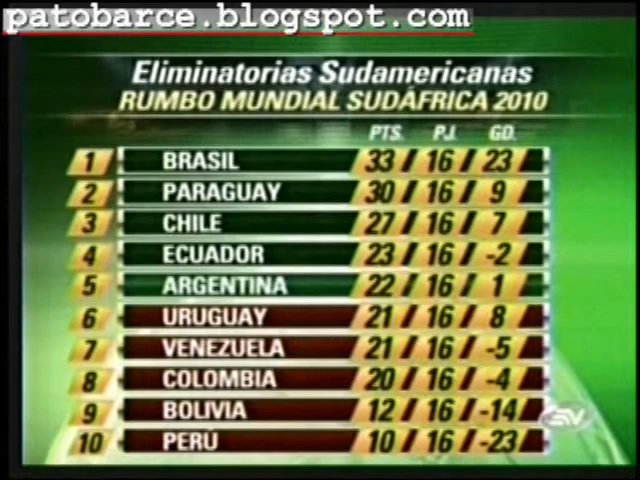 patobarce.blogspot.com
Eliminatorias Sudamericanas
RUMBO MUNDIAL SUDÁFRICA 2010
PTS. PJ. GD.
1 BRASIL 33 / 16 / 23
2 PARAGUAY 30 / 16 / 9
3 CHILE 27 / 16 / 7
4 ECUADOR 23 / 16 / -2
5 ARGENTINA 22 / 16 / 1
6 URUGUAY 21 / 16 / 8
7 VENEZUELA 21 / 16 / -5
8 COLOMBIA 20 / 16 / -4
9 BOLIVIA 12 / 16 / -14
10 PERÚ 10 / 16 / -23